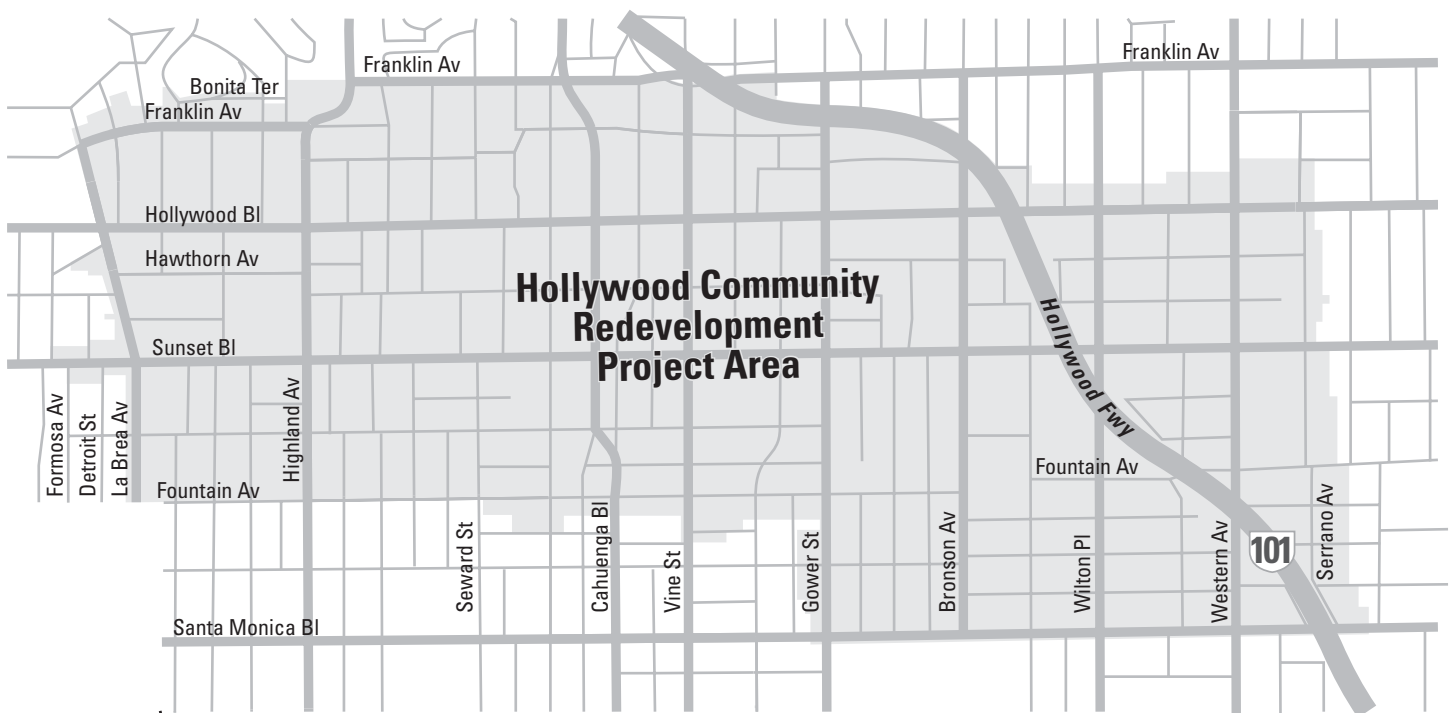 Franklin Av
Franklin Av
Bonita Ter
Franklin Av
Hollywood Bl
Hawthorn Av
Hollywood Community
Redevelopment
Project Area
Hollywood Fwy
Sunset Bl
Formosa Av
Detroit St
La Brea Av
Highland Av
Fountain Av
Fountain Av
Seward St
Cahuenga Bl
Vine St
Gower St
Bronson Av
Wilton Pl
Western Av
101
Serrano Av
Santa Monica Bl